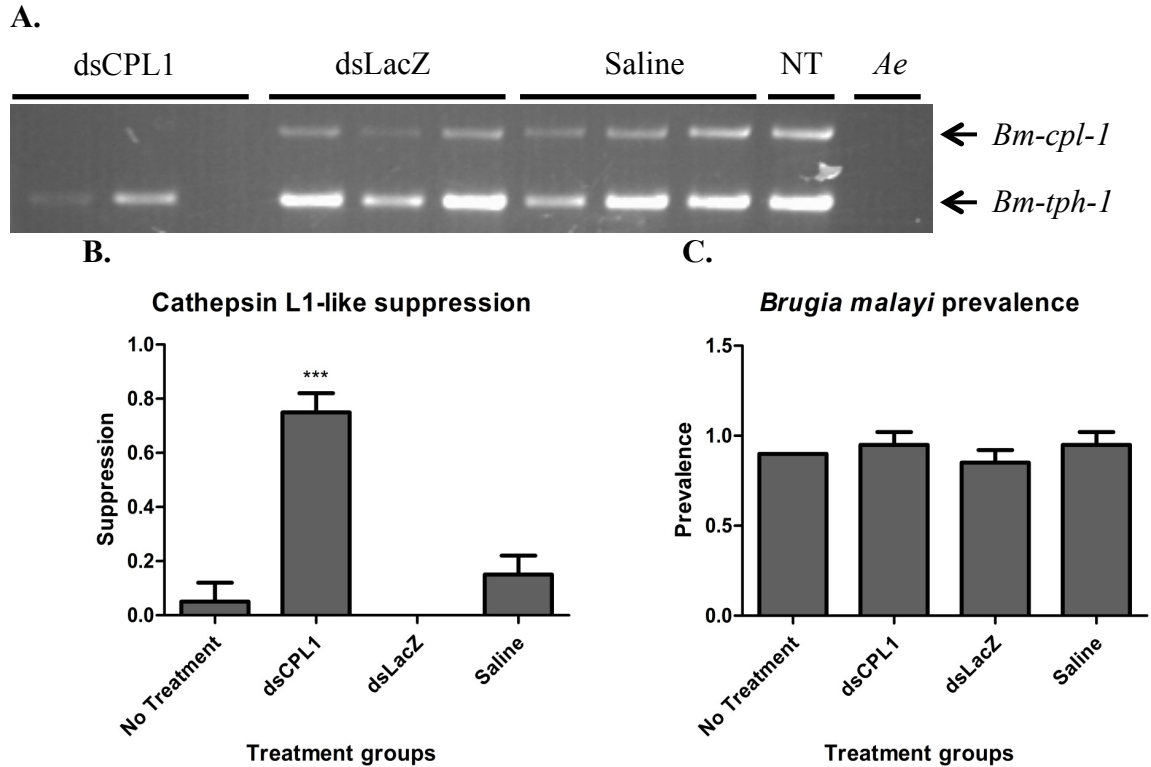 A.
dsCPL1 dsLacZ Saline NT Ae
Bm-cpl-1
Bm-tph-1
B.
Cathepsin L1-like suppression
Suppression
1.0
0.8
0.6
0.4
0.2
0.0
***
No Treatment
dsCPL1
dsLacZ
Saline
Treatment groups
C.
Brugia malayi prevalence
Prevalence
1.5
1.0
0.5
0.0
No Treatment
dsCPL1
dsLacZ
Saline
Treatment groups